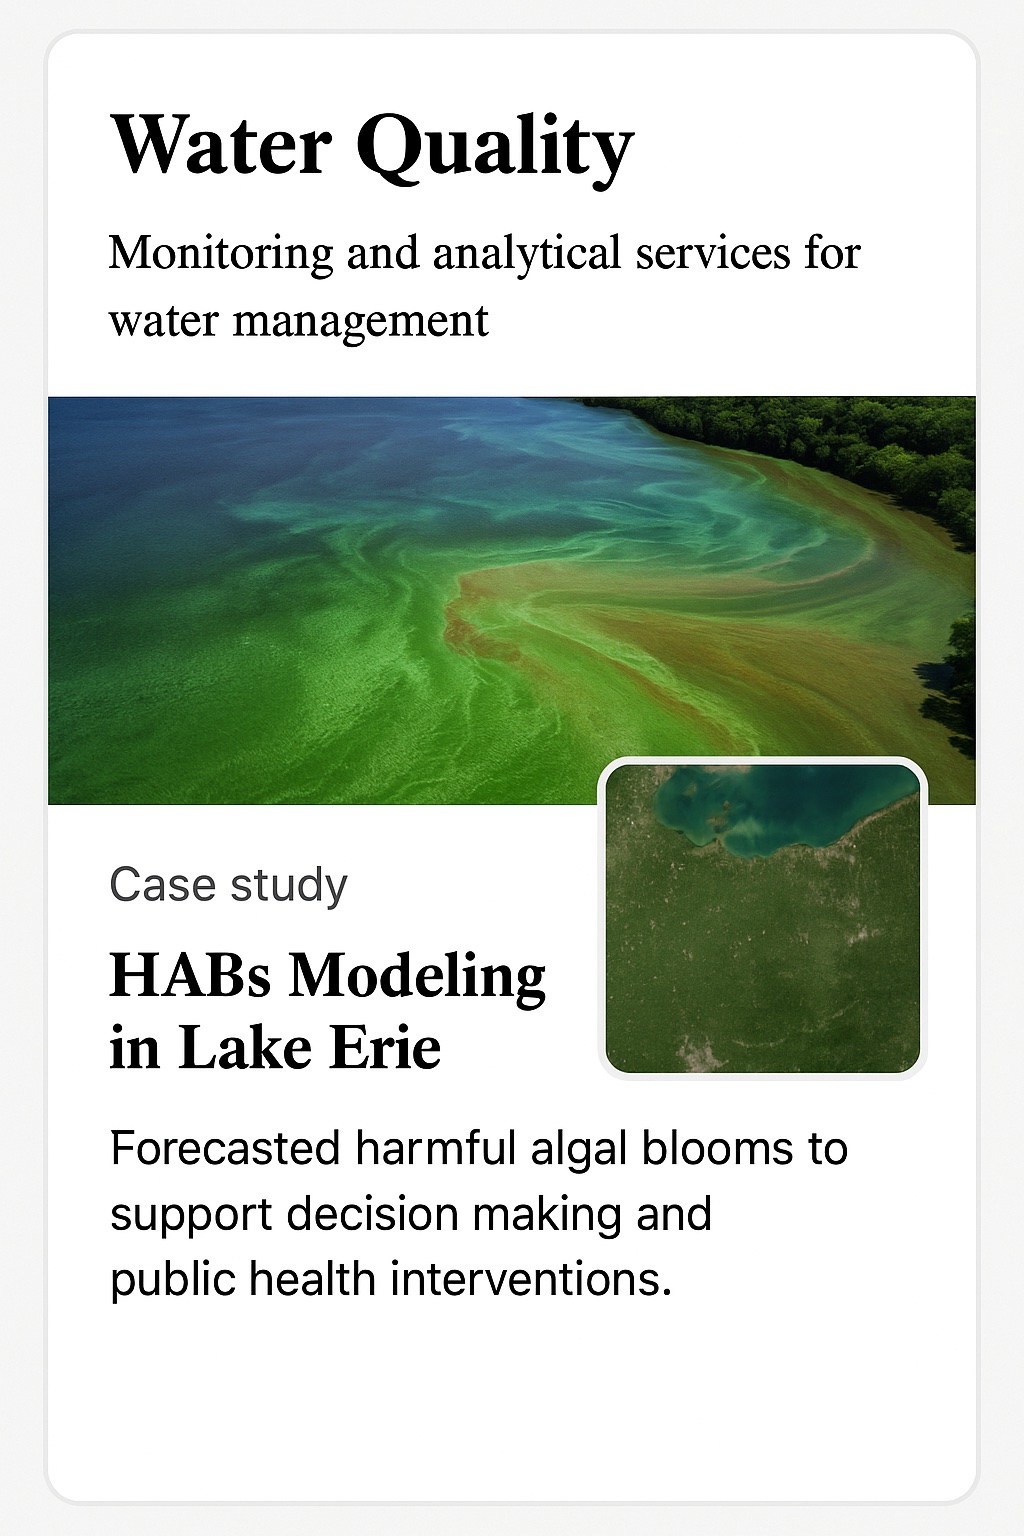 Water Quality
Monitoring and analytical services for
water management
Case study
HABs Modeling
in Lake Erie
Forecasted harmful algal blooms to
support decision making and
public health interventions.